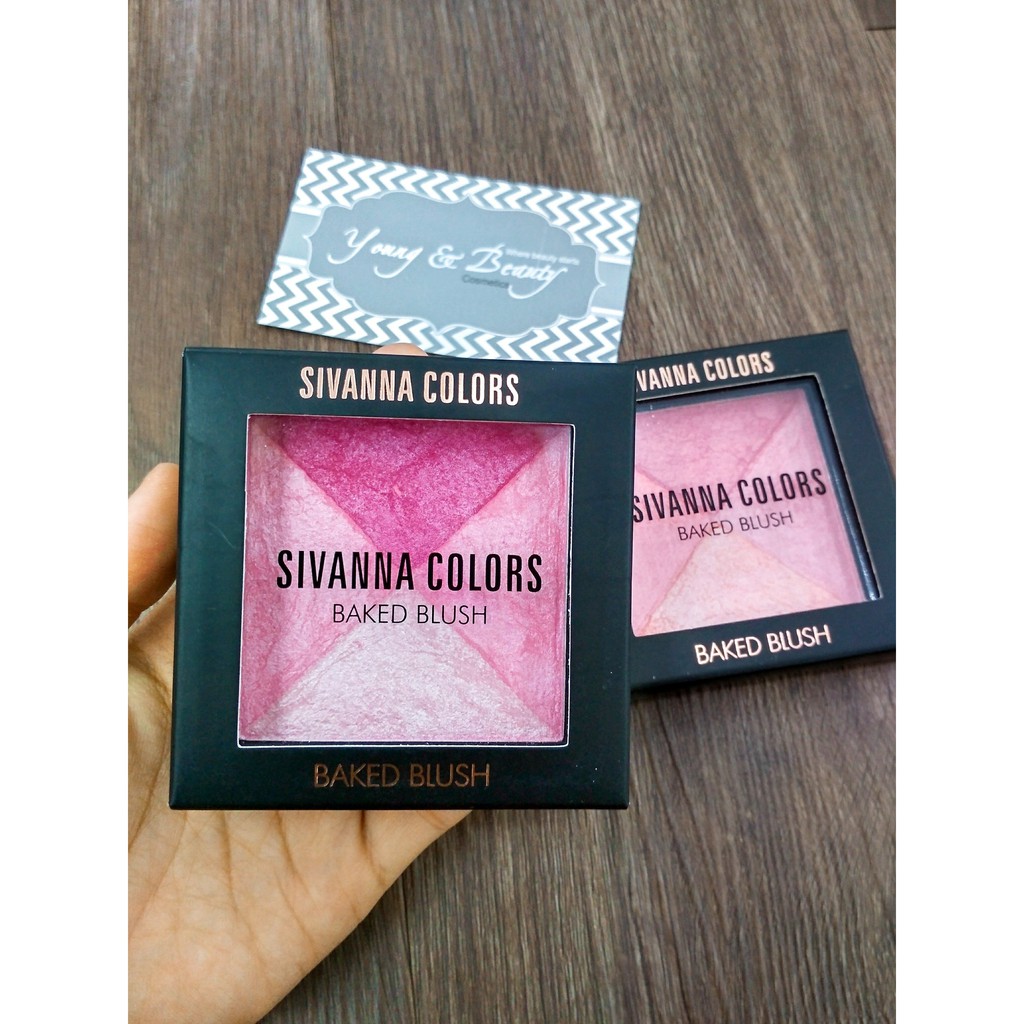 Where beauty starts
Young & Beauty
Cosmetics
SIVANNA COLORS
SIVANNA COLORS
BAKED BLUSH
BAKED BLUSH
VANNA COLORS
SIVANNA COLORS
BAKED BLUSH
BAKED BLUSH